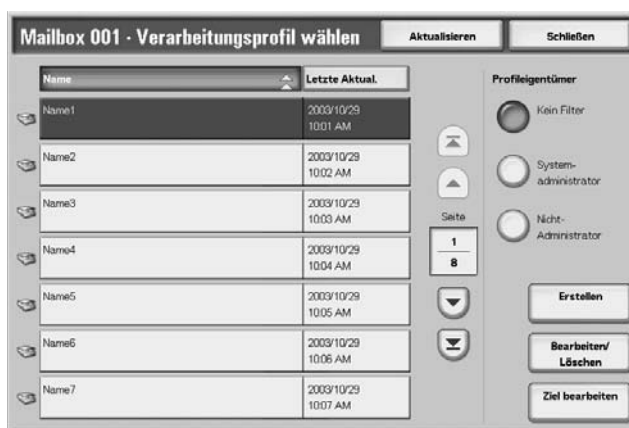 Mailbox 001 - Verarbeitungsprofil wählen
Aktualisieren
Schließen
Name
Letzte Aktual.
Profileigentümer
Name1
2003/10/29
10:01 AM
Kein Filter
Name2
2003/10/29
10:02 AM
System-
administrator
Name3
2003/10/29
10:03 AM
Seite
Nicht-
Administrator
Name4
2003/10/29
10:04 AM
1
8
Name5
2003/10/29
10:05 AM
Erstellen
Name6
2003/10/29
10:06 AM
Bearbeiten/
Löschen
Name7
2003/10/29
10:07 AM
Ziel bearbeiten